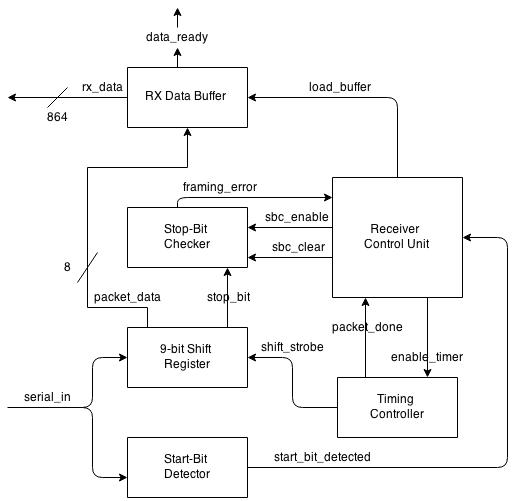 data_ready
rx_data
RX Data Buffer
load_buffer
864
framing_error
Stop-Bit
Checker
sbc_enable
sbc_clear
Receiver
Control Unit
8
packet_data
stop_bit
packet_done
enable_timer
9-bit Shift
Register
shift_strobe
serial_in
Timing
Controller
Start-Bit
Detector
start_bit_detected